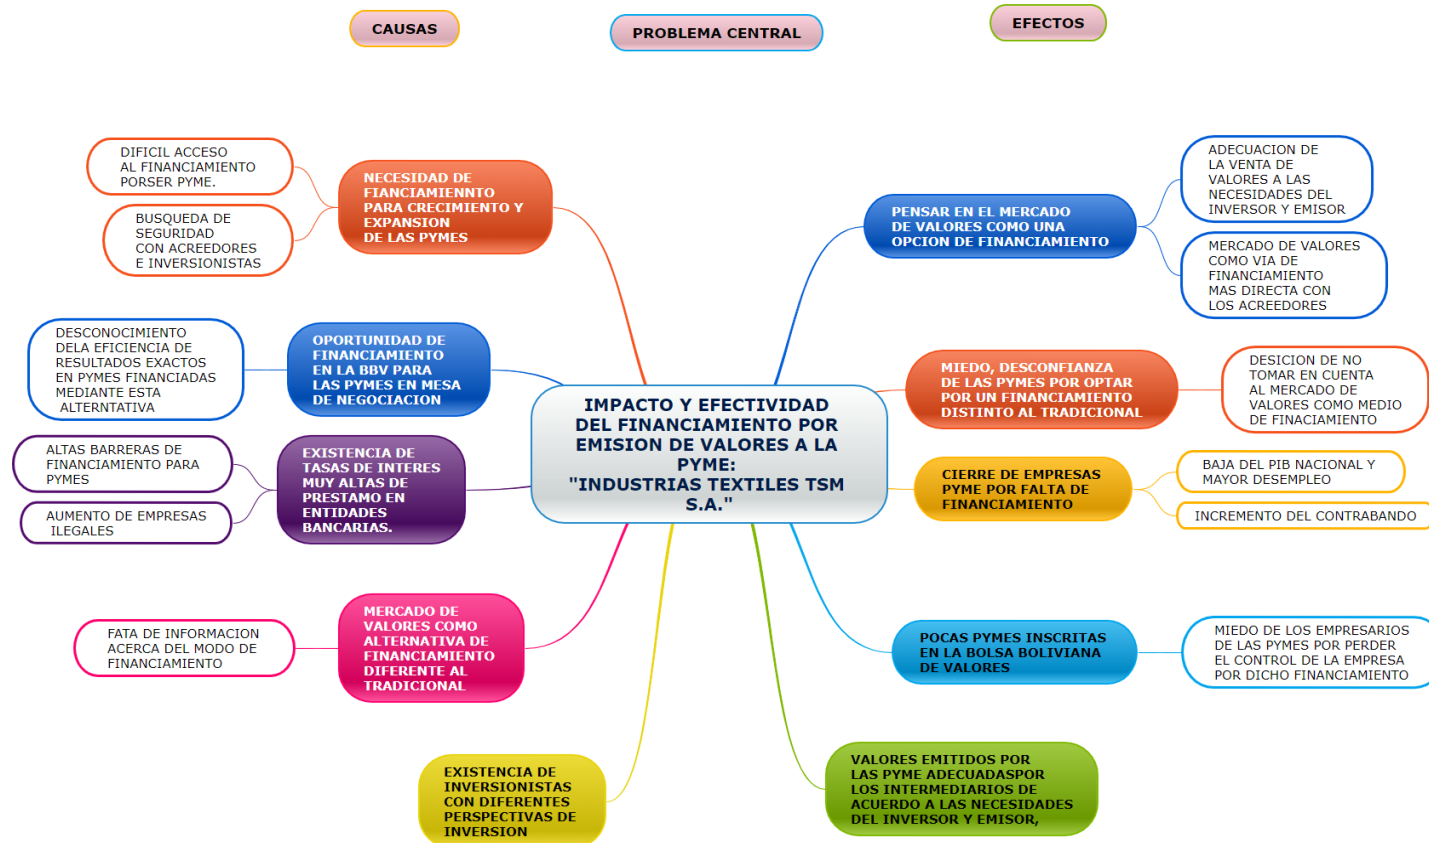 CAUSAS
PROBLEMA CENTRAL
EFECTOS
DIFICIL ACCESO
AL FINANCIAMIENTO
PORSER PYME.
BUSQUEDA DE
SEGURIDAD
CON ACREEDORES
E INVERSIONISTAS
NECESIDAD DE
FIANCIAMIENNTO
PARA CRECIMIENTO Y
EXPANSION
DE LAS PYMES
DESCONOCIMIENTO
DELA EFICIENCIA DE
RESULTADOS EXACTOS
EN PYMES FINANCIADAS
MEDIANTE ESTA
ALTERNTATIVA
OPORTUNIDAD DE
FINANCIAMIENTO
EN LA BBV PARA
LAS PYMES EN MESA
DE NEGOCIACION
ALTAS BARRERAS DE
FINANCIAMIENTO PARA
PYMES
AUMENTO DE EMPRESAS
ILEGALES
EXISTENCIA DE
TASAS DE INTERES
MUY ALTAS DE
PRESTAMO EN
ENTIDADES
BANCARIAS.
FATA DE INFORMACION
ACERCA DEL MODO DE
FINANCIAMIENTO
MERCADO DE
VALORES COMO
ALTERNATIVA DE
FINANCIAMIENTO
DIFERENTE AL
TRADICIONAL
EXISTENCIA DE
INVERSIONISTAS
CON DIFERENTES
PERSPECTIVAS DE
INVERSION
IMPACTO Y EFECTIVIDAD
DEL FINANCIAMIENTO POR
EMISION DE VALORES A LA
PYME:
"INDUSTRIAS TEXTILES TSM
S.A."
PENSAR EN EL MERCADO
DE VALORES COMO UNA
OPCION DE FINANCIAMIENTO
ADECUACION DE
LA VENTA DE
VALORES A LAS
NECESIDADES DEL
INVERSOR Y EMISOR
MERCADO DE VALORES
COMO VIA DE
FINANCIAMIENTO
MAS DIRECTA CON
LOS ACREEDORES
MIEDO, DESCONFIANZA
DE LAS PYMES POR OPTAR
POR UN FINANCIAMIENTO
DISTINTO AL TRADICIONAL
DESICION DE NO
TOMAR EN CUENTA
AL MERCADO DE
VALORES COMO MEDIO
DE FINACIAMIENTO
CIERRE DE EMPRESAS
PYME POR FALTA DE
FINANCIAMIENTO
BAJA DEL PIB NACIONAL Y
MAYOR DESEMPLEO
INCREMENTO DEL CONTRABANDO
POCAS PYMES INSCRITAS
EN LA BOLSA BOLIVIANA
DE VALORES
MIEDO DE LOS EMPRESARIOS
DE LAS PYMES POR PERDER
EL CONTROL DE LA EMPRESA
POR DICHO FINANCIAMIENTO
VALORES EMITIDOS POR
LAS PYME ADECUADASPOR
LOS INTERMEDIARIOS DE
ACUERDO A LAS NECESIDADES
DEL INVERSOR Y EMISOR,